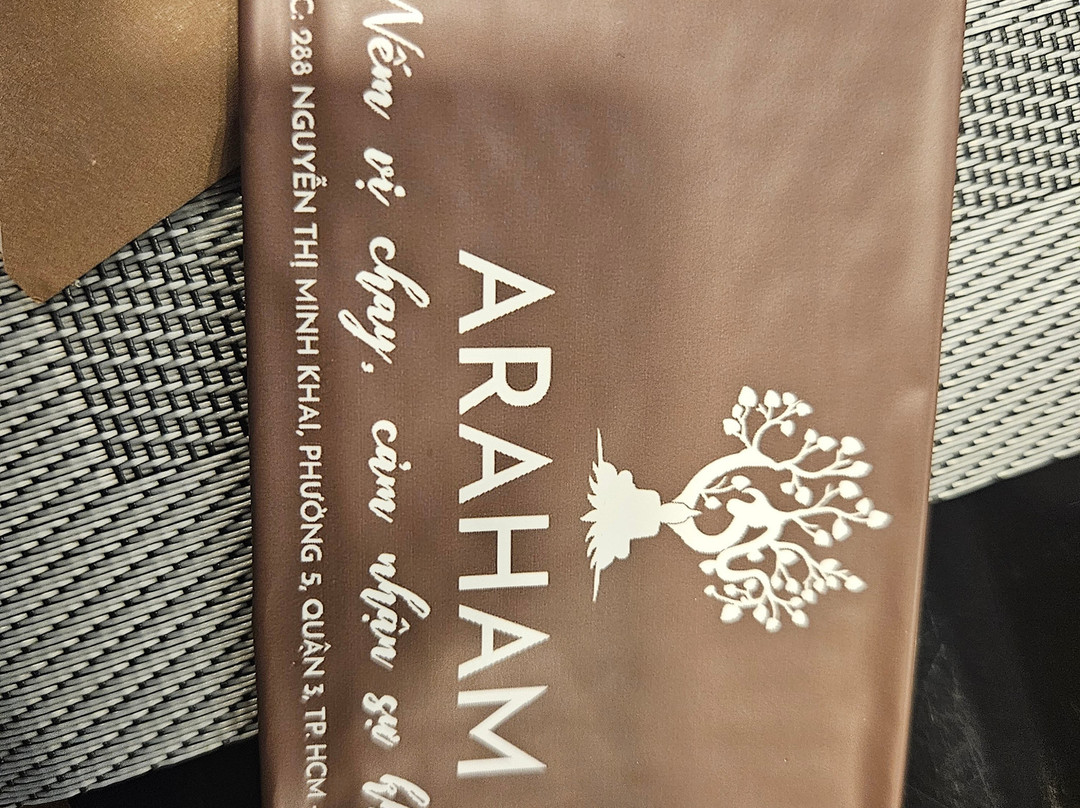 ARAHAM
Nếm vị chay, cảm nhận sự
C: 288 NGUYỄN THỊ MINH KHAI, PHƯỜNG 5, QUẬN 3, TP.HCM